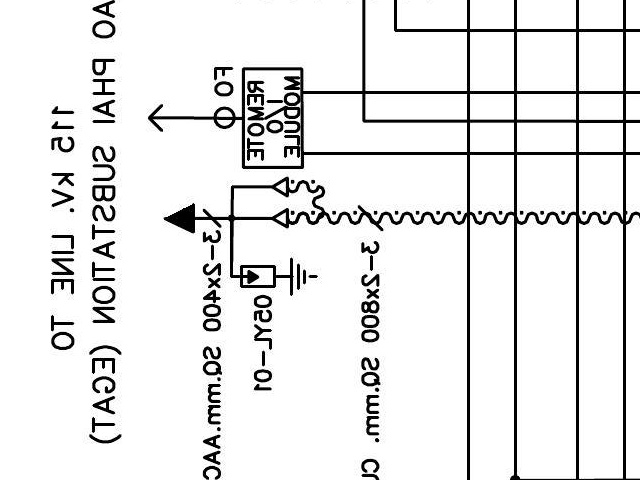 115 kV. LINE TO
AO PHAI SUBSTATION (EGAT)
FO
REMOTE
I/O
MODULE
3-2x400 SQ.mm.AAC
05YL-01
3-2x800 SQ.mm.